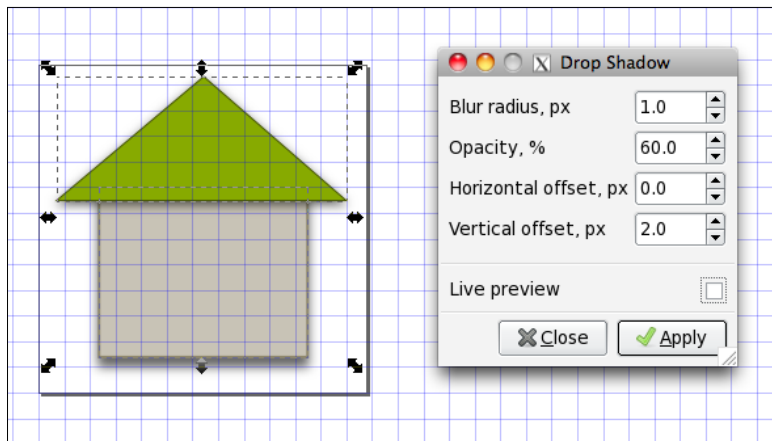 Drop Shadow
Blur radius, px 1.0
Opacity, % 60.0
Horizontal offset, px 0.0
Vertical offset, px 2.0
Live preview
Close Apply